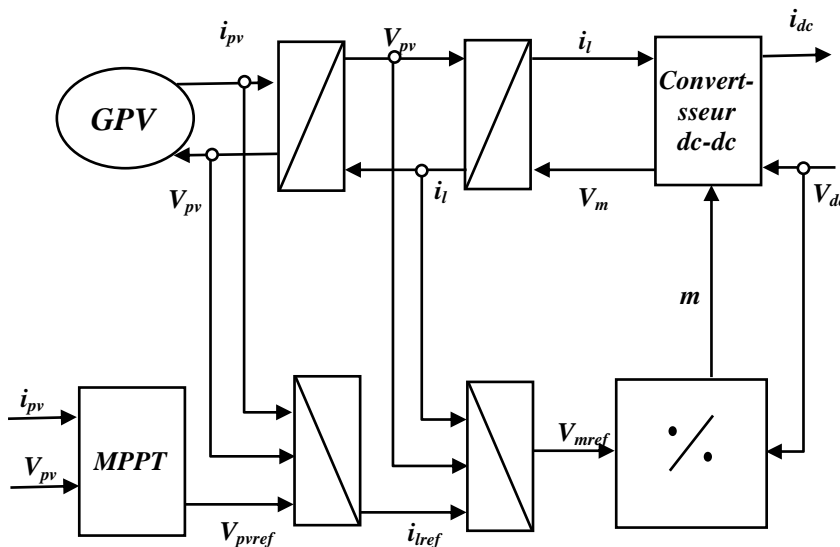 i_pv
V_pv
i_l
i_dc
GPV
Convert-
sseur
dc-dc
V_pv
i_l
V_m
V_dc
m
i_pv
MPPT
V_pv
V_mref
V_pvref
i_lref